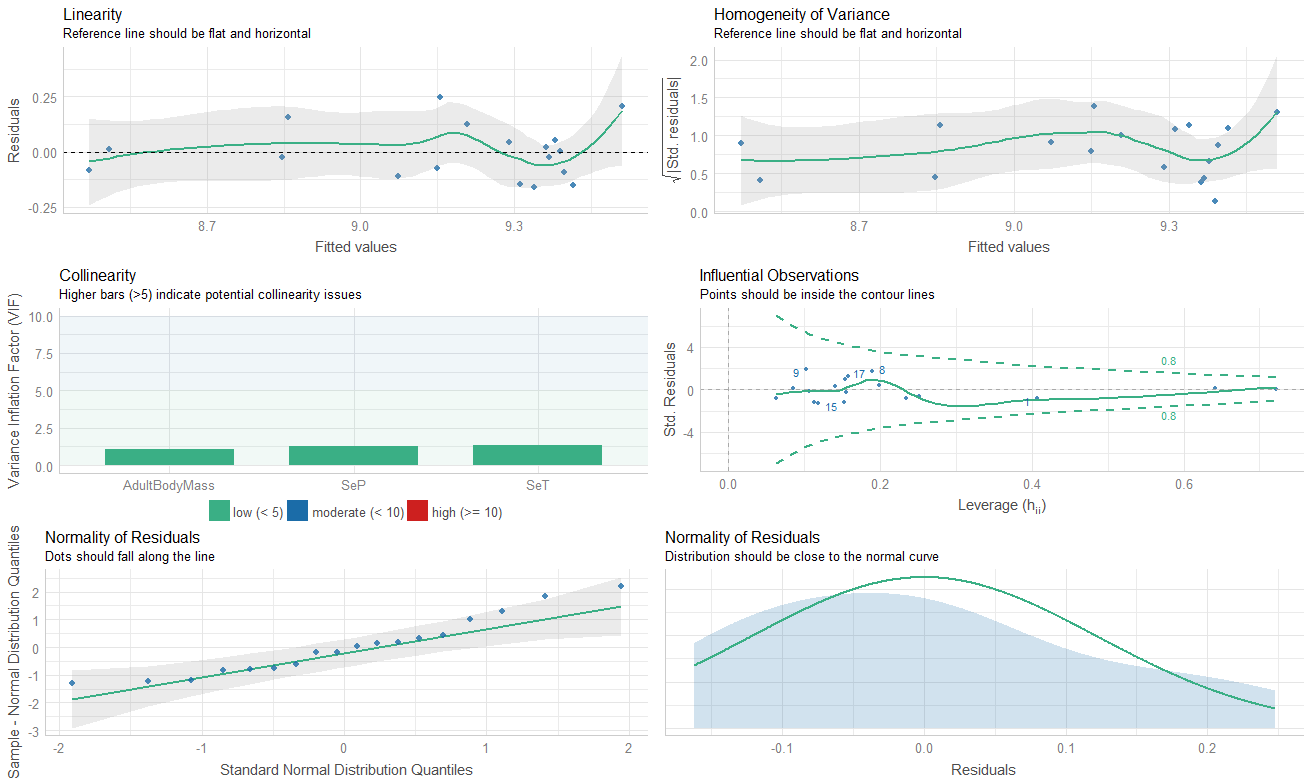 Linearity
Reference line should be flat and horizontal
Residuals
0.25
0.00
-0.25
8.7
9.0
9.3
Fitted values
Homogeneity of Variance
Reference line should be flat and horizontal
√|Std. residuals|
2.0
1.5
1.0
0.5
0.0
8.7
9.0
9.3
Fitted values
Collinearity
Higher bars (>5) indicate potential collinearity issues
Variance Inflation Factor (VIF)
10.0
7.5
5.0
2.5
0.0
AdultBodyMass
SeP
SeT
low (< 5)
moderate (< 10)
high (>= 10)
Influential Observations
Points should be inside the contour lines
Std. Residuals
4
0
-4
0.8
9
17
8
15
1
0.8
0.0
0.2
0.4
0.6
Leverage (hii)
Normality of Residuals
Dots should fall along the line
Sample - Normal Distribution Quantiles
2
1
0
-1
-2
-3
-2
-1
0
1
2
Standard Normal Distribution Quantiles
Normality of Residuals
Distribution should be close to the normal curve
-0.1
0.0
0.1
0.2
Residuals